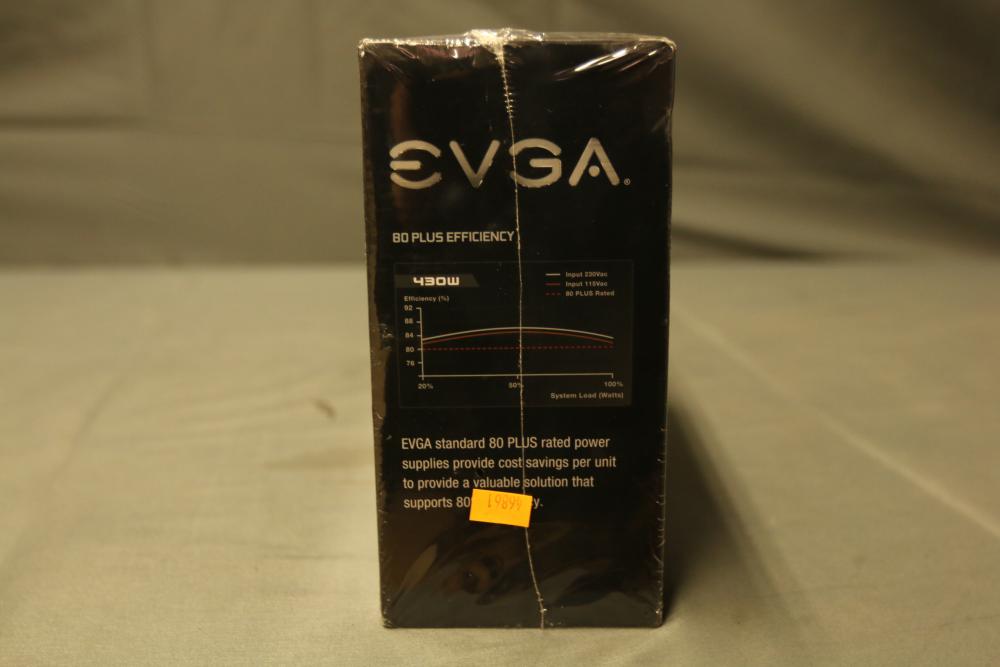 EVGA®
80 PLUS EFFICIENCY
430W
Input 230Vac
Input 115Vac
80 PLUS Rated
Efficiency (%)
92
88
84
80
76
20%
50%
100%
System Load (Watts)
EVGA standard 80 PLUS rated power
supplies provide cost savings per unit
to provide a valuable solution that
supports 80
y.